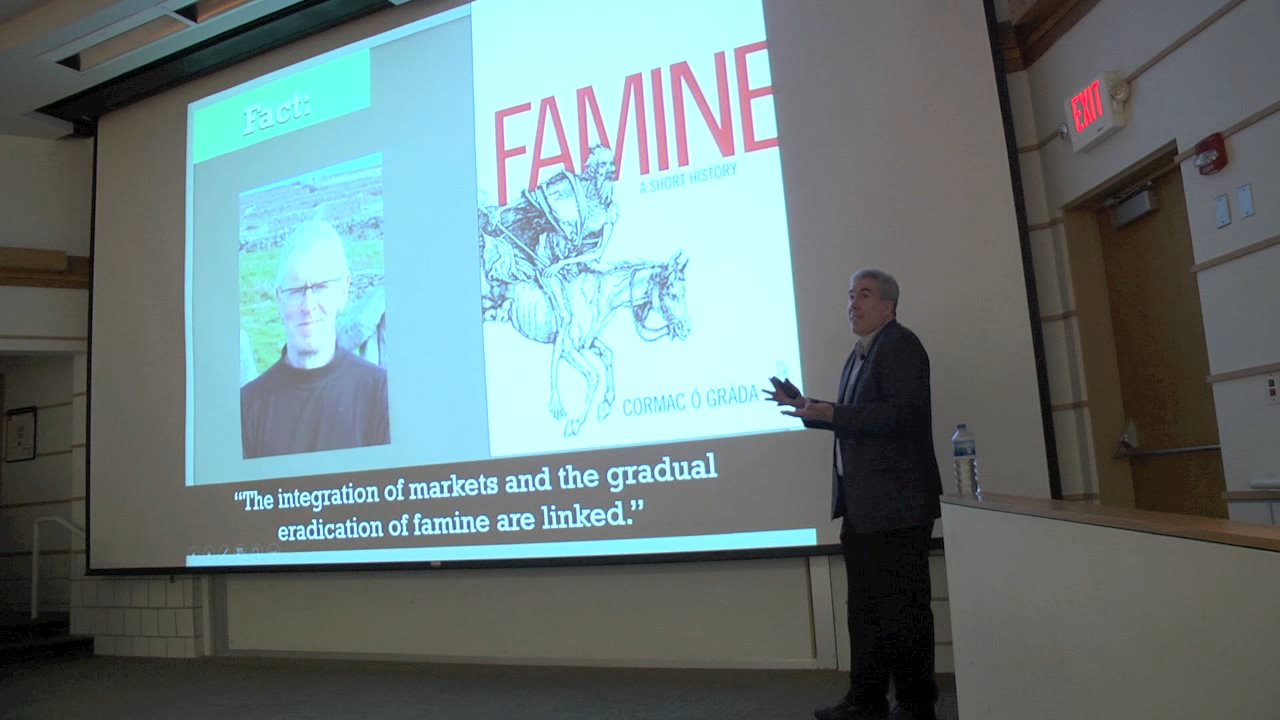 Fact:
FAMINE
A SHORT HISTORY
CORMAC Ó GRÁDA
“The integration of markets and the gradual
eradication of famine are linked.”
EXIT